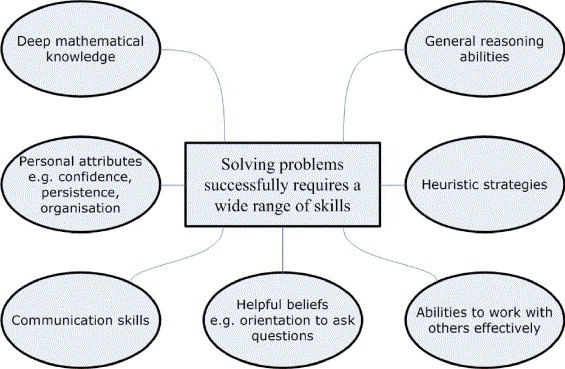 Deep mathematical
knowledge
General reasoning
abilities
Personal attributes
e.g. confidence,
persistence,
organisation
Solving problems
successfully requires a
wide range of skills
Heuristic strategies
Communication skills
Helpful beliefs
e.g. orientation to ask
questions
Abilities to work with
others effectively